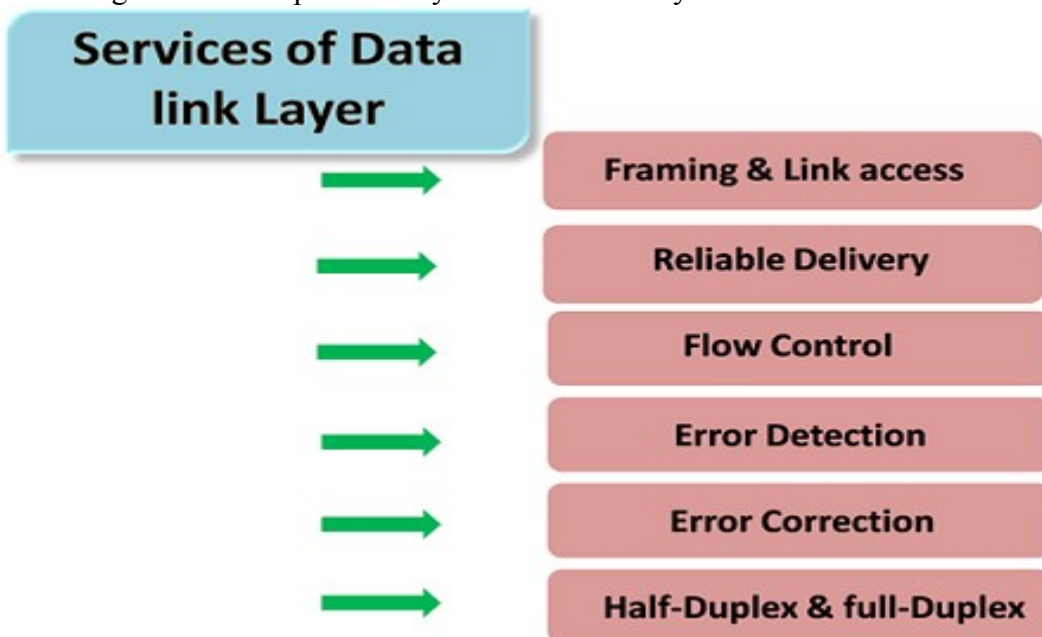 Services of Data
link Layer
Framing & Link access
Reliable Delivery
Flow Control
Error Detection
Error Correction
Half-Duplex & full-Duplex